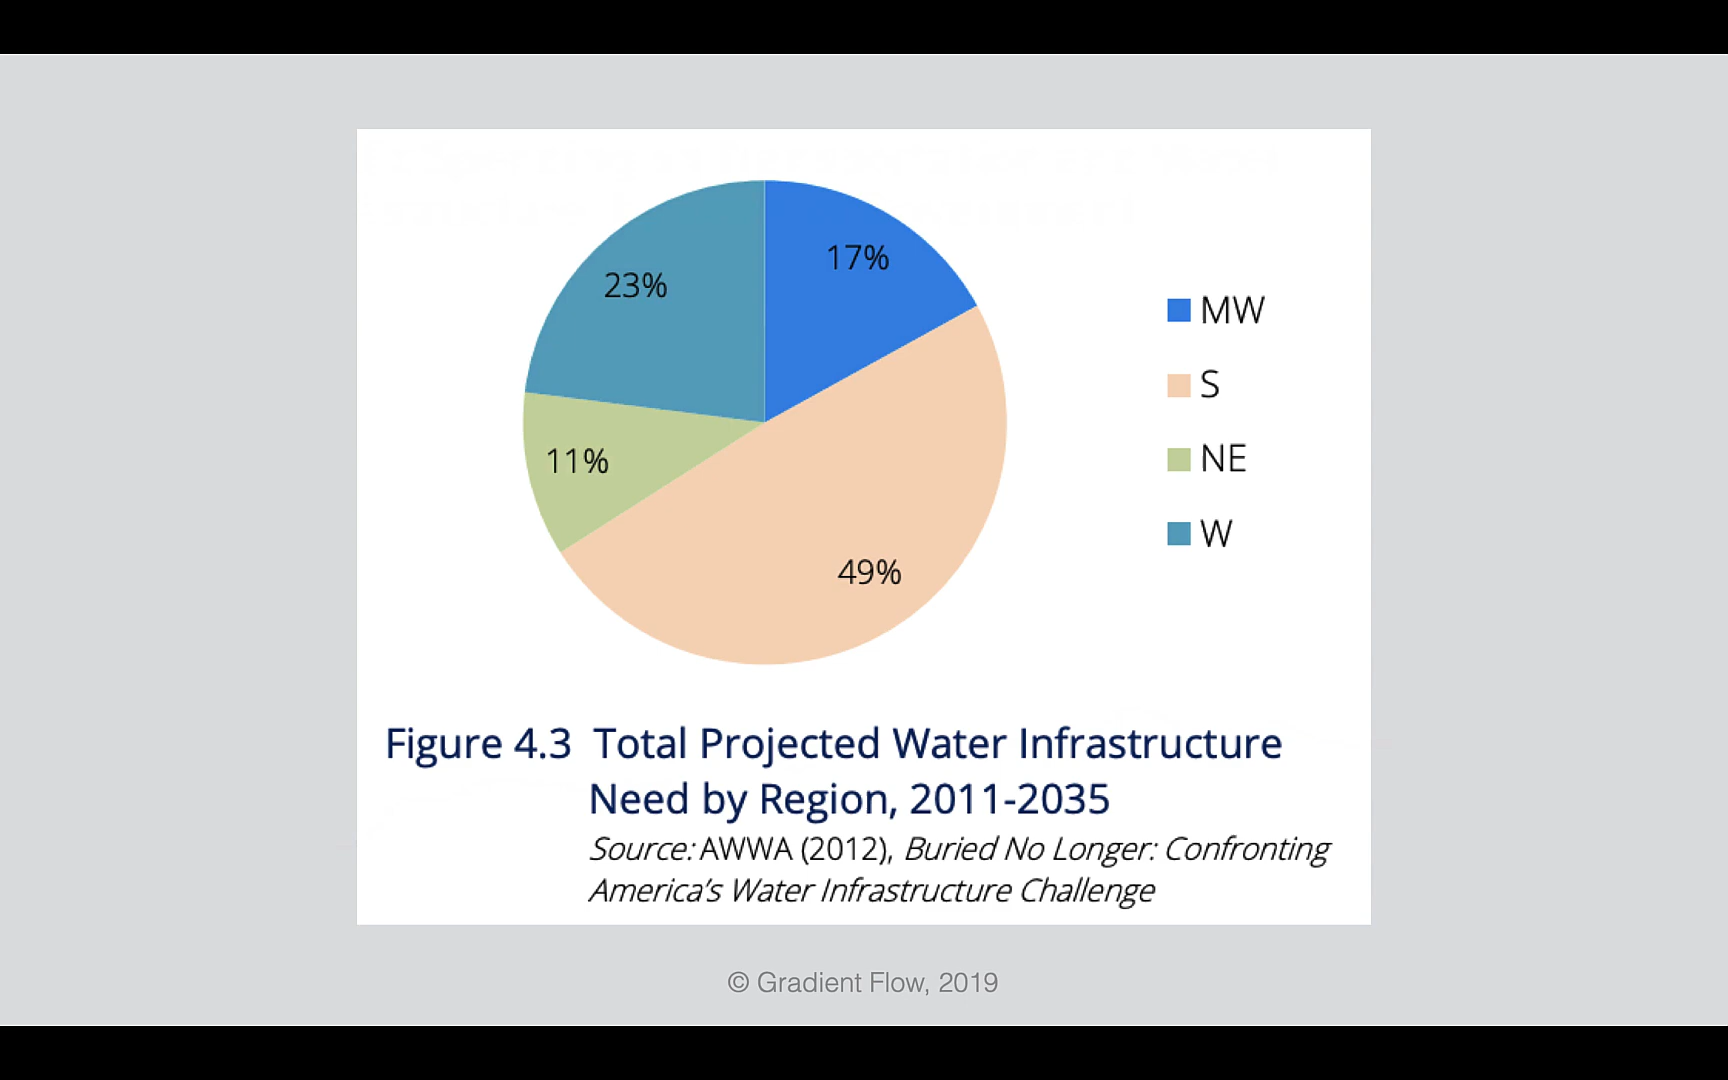 17%
23%
MW
S
NE
11%
W
49%
Figure 4.3 Total Projected Water Infrastructure
Need by Region, 2011-2035
Source: AWWA (2012), Buried No Longer: Confronting
America's Water Infrastructure Challenge
© Gradient Flow, 2019